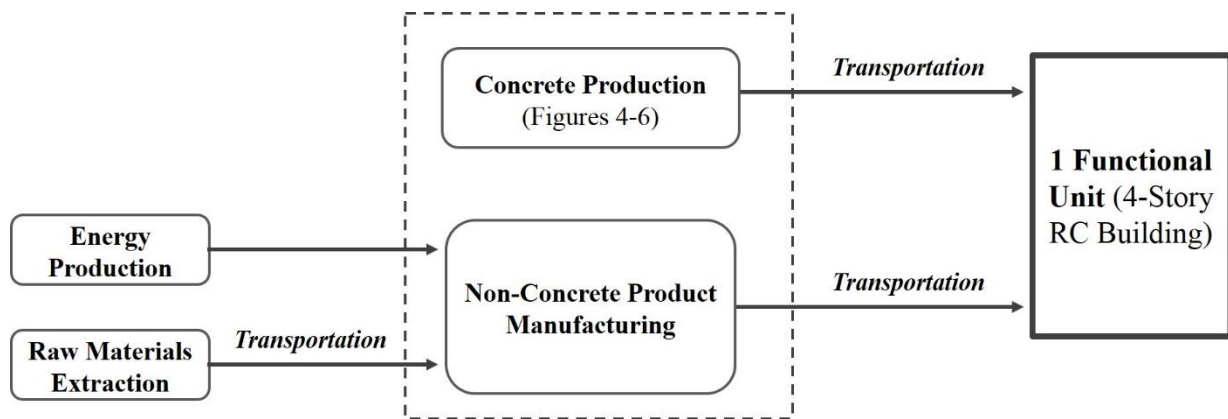 Concrete Production
(Figures 4-6)
Transportation
1 Functional
Unit (4-Story
RC Building)
Energy
Production
Non-Concrete Product
Manufacturing
Transportation
Raw Materials
Extraction
Transportation